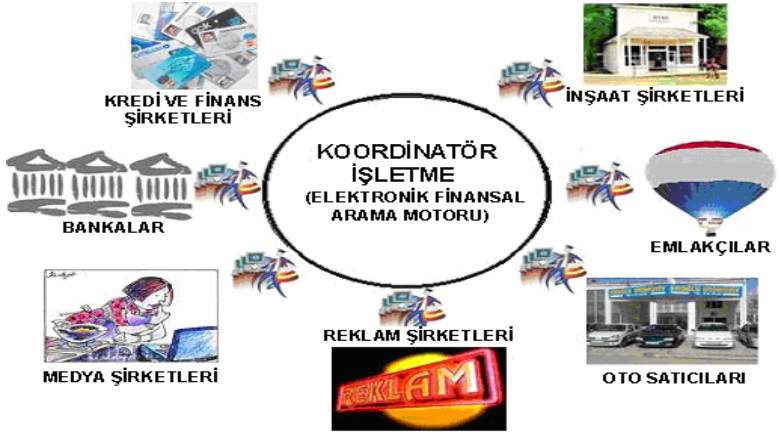 KREDİ VE FİNANS
ŞİRKETLERİ
İNŞAAT ŞİRKETLERİ
KOORDİNATÖR
İŞLETME
(ELEKTRONİK FİNANSAL
ARAMA MOTORU)
BANKALAR
EMLAKÇILAR
MEDYA ŞİRKETLERİ
REKLAM ŞİRKETLERİ
REKLAM
OTO SATICILARI